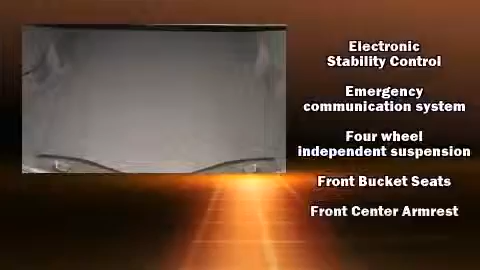 Electronic
Stability Control
Emergency
communication system
Four wheel
independent suspension
Front Bucket Seats
Front Center Armrest